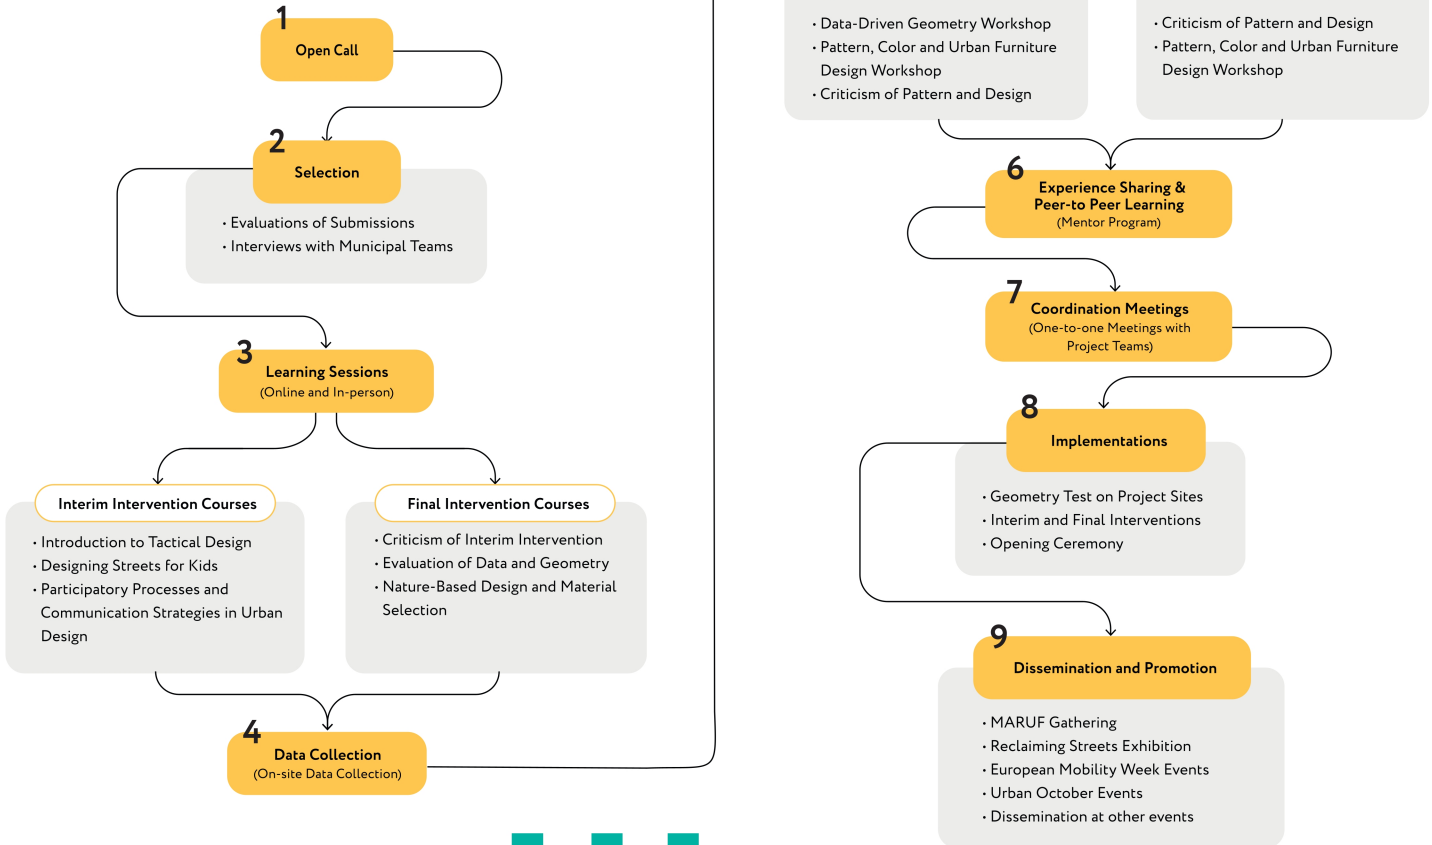 1
Open Call
2
Selection
• Evaluations of Submissions
• Interviews with Municipal Teams
3
Learning Sessions
(Online and In-person)
Interim Intervention Courses
• Introduction to Tactical Design
• Designing Streets for Kids
• Participatory Processes and
Communication Strategies in Urban
Design
Final Intervention Courses
• Criticism of Interim Intervention
• Evaluation of Data and Geometry
• Nature-Based Design and Material
Selection
4
Data Collection
(On-site Data Collection)
• Data-Driven Geometry Workshop
• Pattern, Color and Urban Furniture
Design Workshop
• Criticism of Pattern and Design
• Criticism of Pattern and Design
• Pattern, Color and Urban Furniture
Design Workshop
6
Experience Sharing &
Peer-to Peer Learning
(Mentor Program)
7
Coordination Meetings
(One-to-one Meetings with
Project Teams)
8
Implementations
• Geometry Test on Project Sites
• Interim and Final Interventions
• Opening Ceremony
9
Dissemination and Promotion
• MARUF Gathering
• Reclaiming Streets Exhibition
• European Mobility Week Events
• Urban October Events
• Dissemination at other events